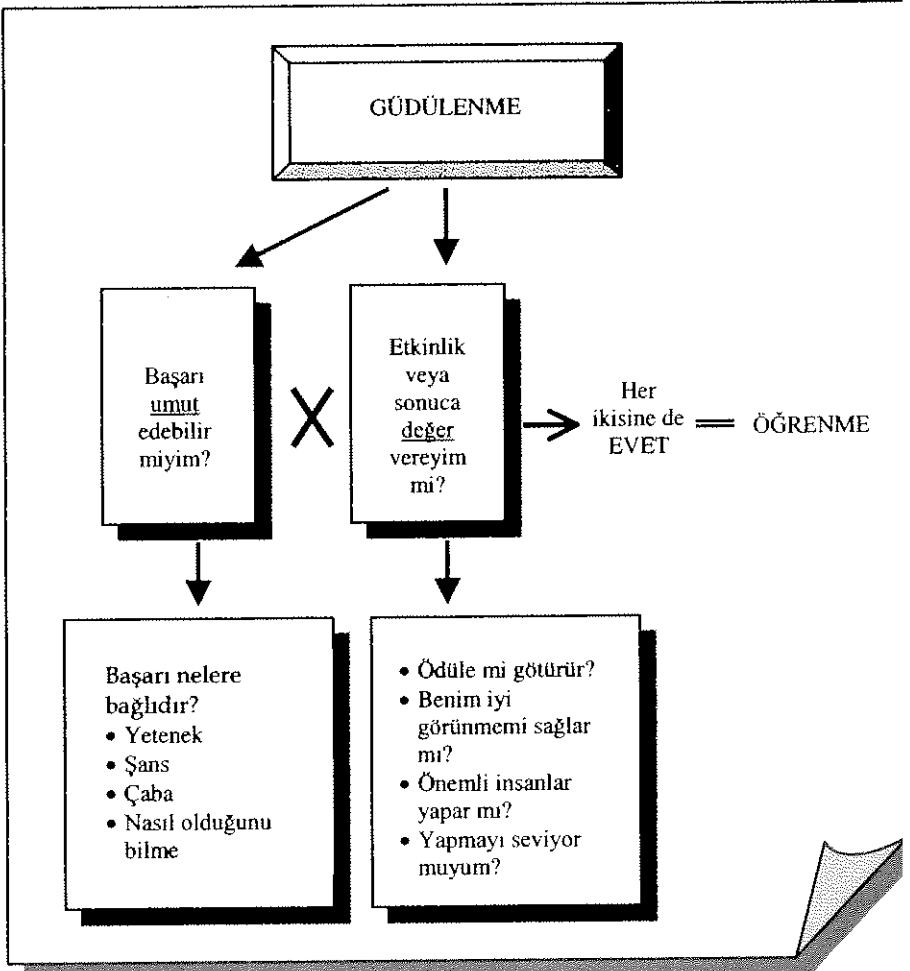 GÜDÜLENME
Başarı
umut
edebilir
miyim?
X
Etkinlik
veya
sonuca
değer
vereyim
mi?
Her
ikisine de
EVET
=
ÖĞRENME
Başarı nelere
bağlıdır?
• Yetenek
• Şans
• Çaba
• Nasıl olduğunu
bilme
• Ödüle mi götürür?
• Benim iyi
görünmemi sağlar
mı?
• Önemli insanlar
yapar mı?
• Yapmayı seviyor
muyum?